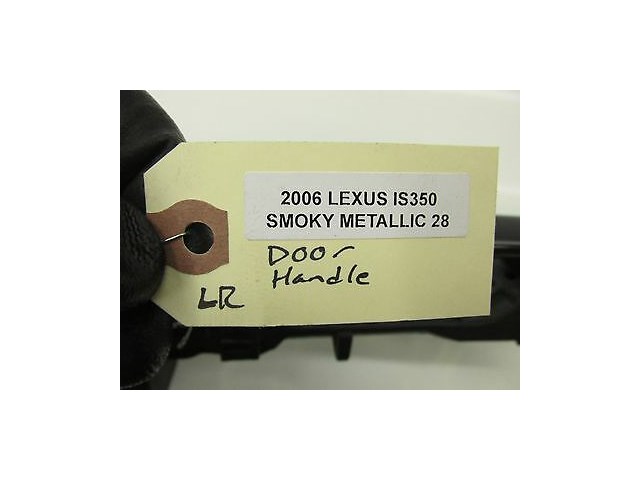 2006 LEXUS IS350
SMOKY METALLIC 28
Door
Handle
LR